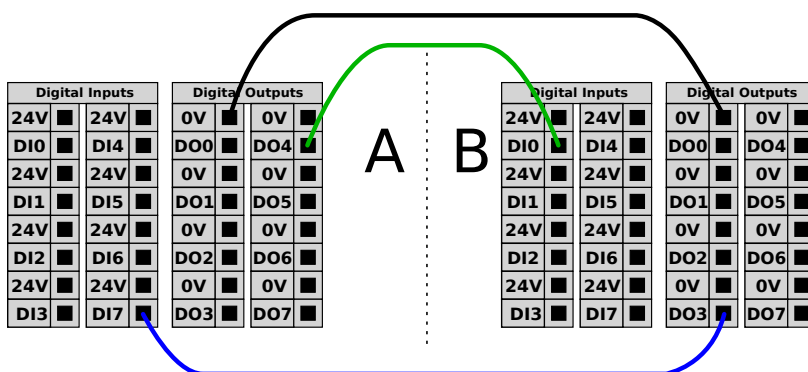 Digital Inputs Digital Outputs Digital Inputs Digital Outputs
24V 24V 0V 0V 24V 24V 0V 0V
DI0 DI4 DO0 DO4 A B DI0 DI4 DO0 DO4
24V 24V 0V 0V 24V 24V 0V 0V
DI1 DI5 DO1 DO5 DI1 DI5 DO1 DO5
24V 24V 0V 0V 24V 24V 0V 0V
DI2 DI6 DO2 DO6 DI2 DI6 DO2 DO6
24V 24V 0V 0V 24V 24V 0V 0V
DI3 DI7 DO3 DO7 DI3 DI7 DO3 DO7